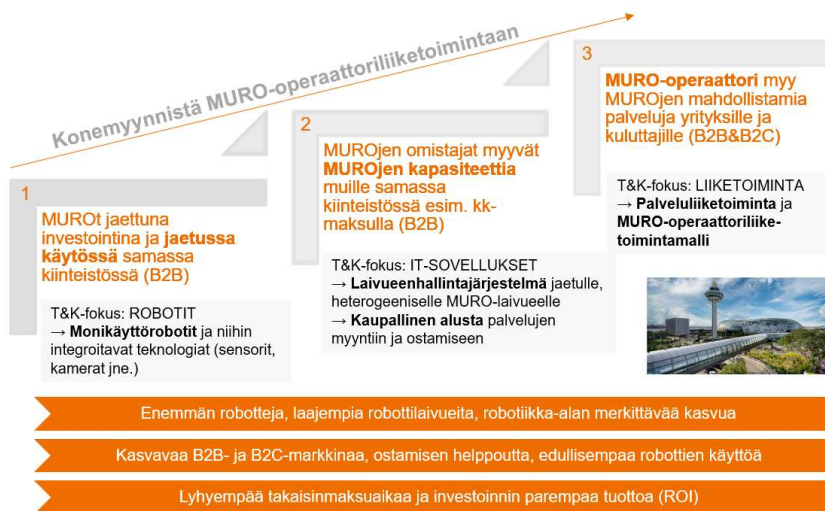 Konemyynnistä MURO-operaattoriliiketoimintaan
1
MUROt jaettuna
investointina ja jaetussa
käytössä samassa
kiinteistössä (B2B)
T&K-fokus: ROBOTIT
→ Monikäyttörobotit ja niihin
integroitavat teknologiat (sensorit,
kamerat jne.)
2
MUROjen omistajat myyvät
MUROjen kapasiteettia
muille samassa
kiinteistössä esim. kk-
maksulla (B2B)
T&K-fokus: IT-SOVELLUKSET
→ Laivueenhallintajärjestelmä jaetulle,
heterogeeniselle MURO-laivueelle
→ Kaupallinen alusta palvelujen
myyntiin ja ostamiseen
3
MURO-operaattori myy
MUROjen mahdollistamia
palveluja yrityksille ja
kuluttajille (B2B&B2C)
T&K-fokus: LIIKETOIMINTA
→ Palveluliiketoiminta ja
MURO-operaattoriliike-
toimintamalli
Enemmän robotteja, laajempia robottilaivueita, robotiikka-alan merkittävää kasvua
Kasvavaa B2B- ja B2C-markkinaa, ostamisen helppoutta, edullisempaa robottien käyttöä
Lyhyempää takaisinmaksuaikaa ja investoinnin parempaa tuottoa (ROI)